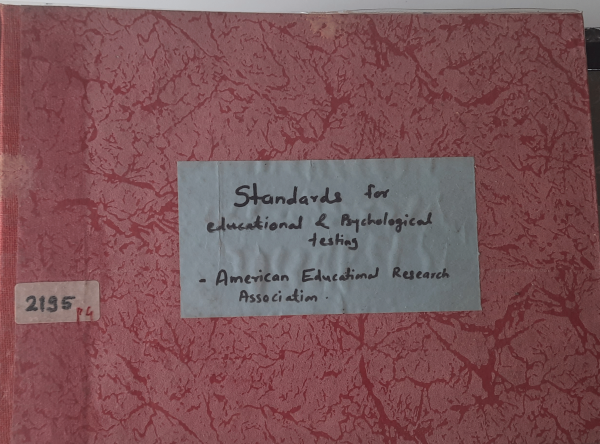 Standards for
educational & Psychological
testing
- American Educational Research
Association.
2195
P4